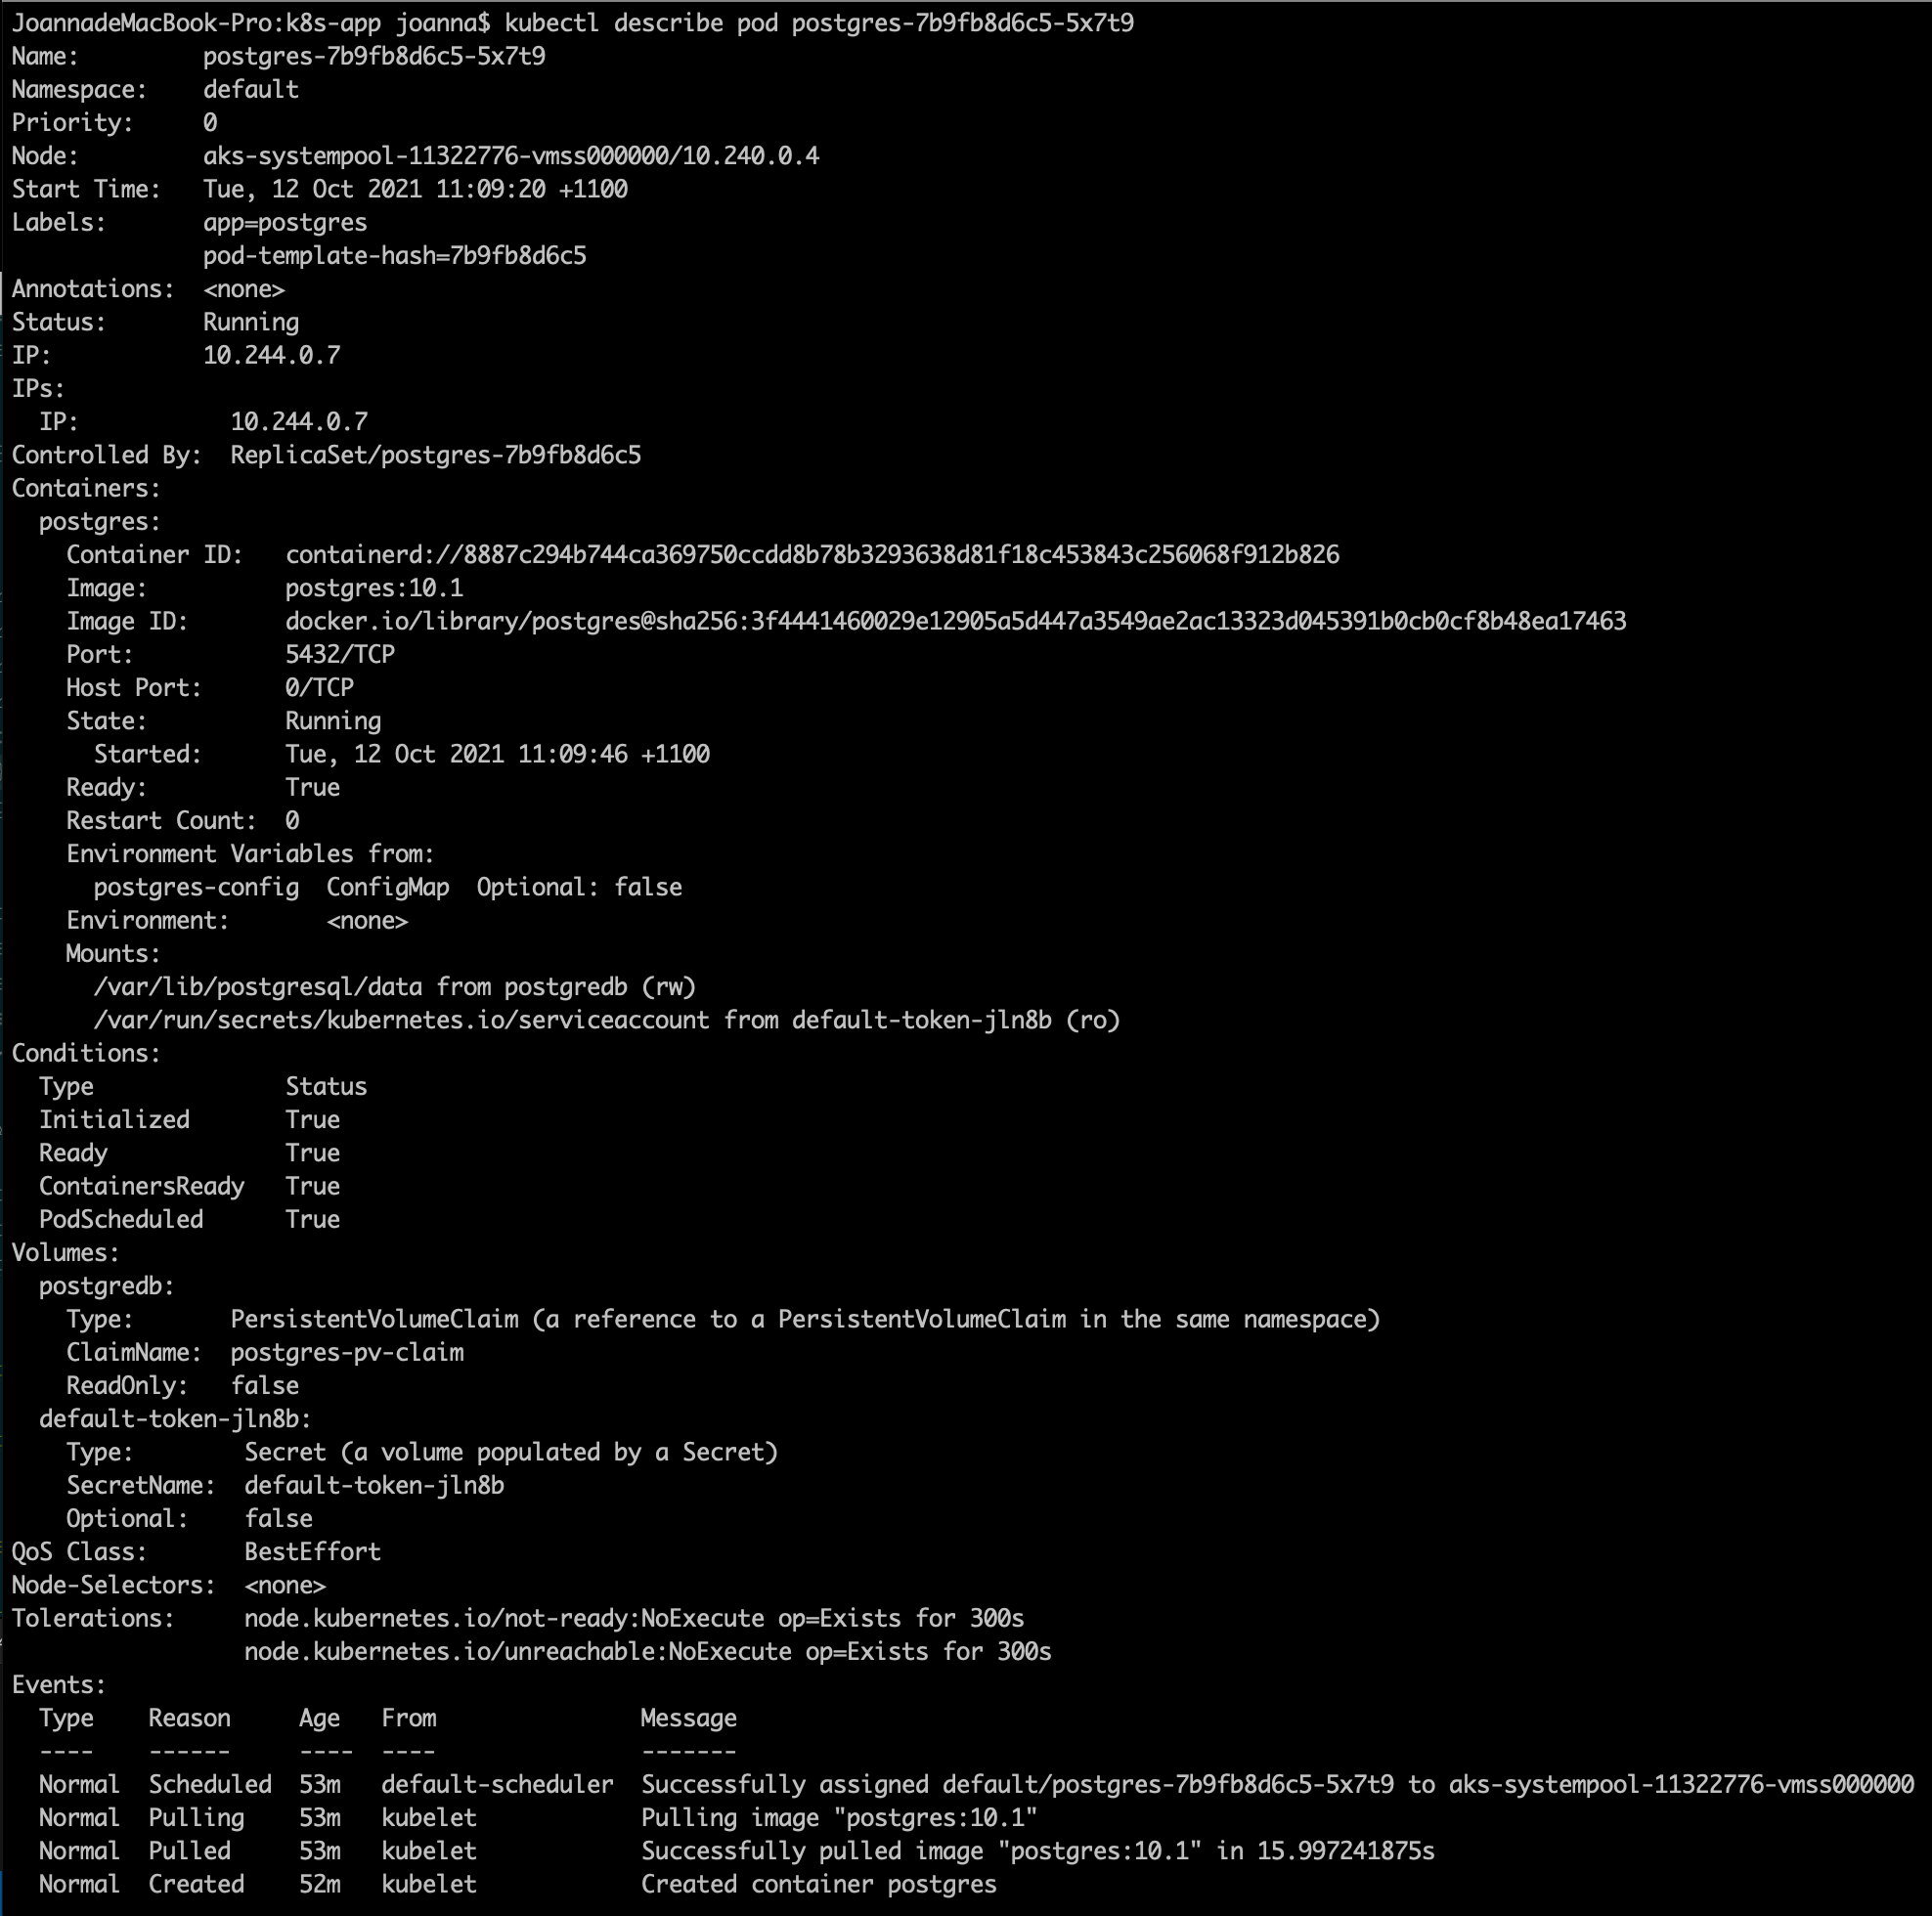 JoannadeMacBook-Pro:k8s-app joanna$ kubectl describe pod postgres-7b9fb8d6c5-5x7t9
Name:         postgres-7b9fb8d6c5-5x7t9
Namespace:    default
Priority:     0
Node:         aks-systempool-11322776-vmss000000/10.240.0.4
Start Time:   Tue, 12 Oct 2021 11:09:20 +1100
Labels:       app=postgres
              pod-template-hash=7b9fb8d6c5
Annotations:  <none>
Status:       Running
IP:           10.244.0.7
IPs:
  IP:           10.244.0.7
Controlled By:  ReplicaSet/postgres-7b9fb8d6c5
Containers:
  postgres:
    Container ID:   containerd://8887c294b744ca369750ccdd8b78b3293638d81f18c453843c256068f912b826
    Image:          postgres:10.1
    Image ID:       docker.io/library/postgres@sha256:3f4441460029e12905a5d447a3549ae2ac13323d045391b0cb0cf8b48ea17463
    Port:           5432/TCP
    Host Port:      0/TCP
    State:          Running
      Started:      Tue, 12 Oct 2021 11:09:46 +1100
    Ready:          True
    Restart Count:  0
    Environment Variables from:
      postgres-config  ConfigMap  Optional: false
    Environment:       <none>
    Mounts:
      /var/lib/postgresql/data from postgredb (rw)
      /var/run/secrets/kubernetes.io/serviceaccount from default-token-jln8b (ro)
Conditions:
  Type              Status
  Initialized       True
  Ready             True
  ContainersReady   True
  PodScheduled      True
Volumes:
  postgredb:
    Type:       PersistentVolumeClaim (a reference to a PersistentVolumeClaim in the same namespace)
    ClaimName:  postgres-pv-claim
    ReadOnly:   false
  default-token-jln8b:
    Type:        Secret (a volume populated by a Secret)
    SecretName:  default-token-jln8b
    Optional:    false
QoS Class:       BestEffort
Node-Selectors:  <none>
Tolerations:     node.kubernetes.io/not-ready:NoExecute op=Exists for 300s
                 node.kubernetes.io/unreachable:NoExecute op=Exists for 300s
Events:
  Type    Reason     Age   From               Message
  ----    ------     ----  ----               -------
  Normal  Scheduled  53m   default-scheduler  Successfully assigned default/postgres-7b9fb8d6c5-5x7t9 to aks-systempool-11322776-vmss000000
  Normal  Pulling    53m   kubelet            Pulling image "postgres:10.1"
  Normal  Pulled     53m   kubelet            Successfully pulled image "postgres:10.1" in 15.997241875s
  Normal  Created    52m   kubelet            Created container postgres